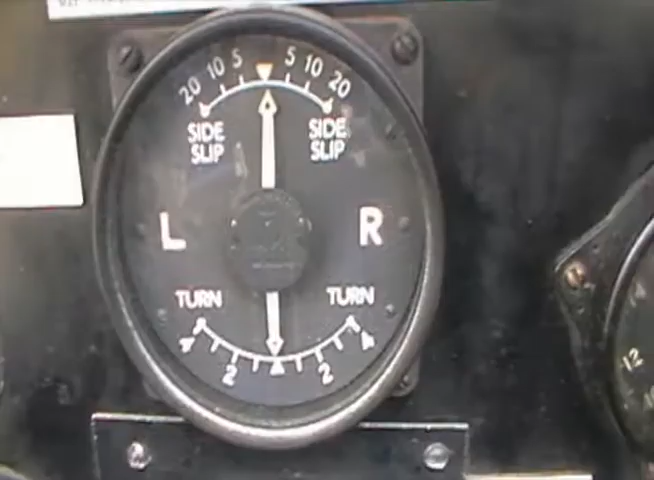 20 10 5 5 10 20
SIDE SLIP
SIDE SLIP
L R
TURN TURN
4 2 2 4
12